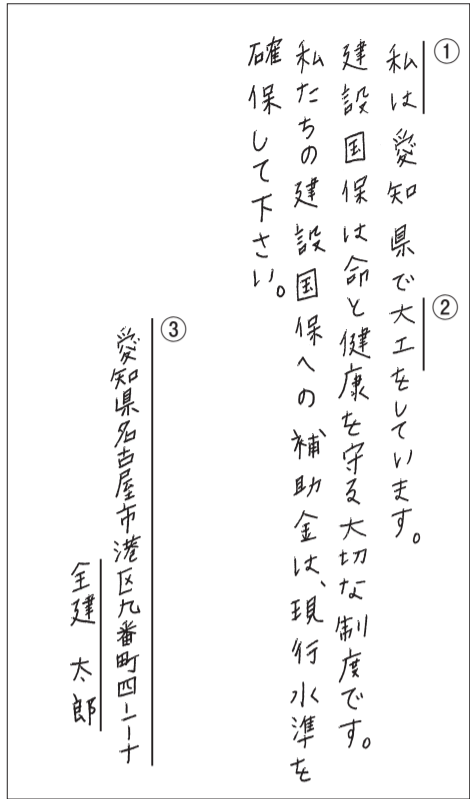 ①
私は愛知県で大工をしています。
②
建設国保は命と健康を守る大切な制度です。
私たちの建設国保への補助金は、現行水準を
確保して下さい。
③
愛知県名古屋市港区九番町四ー二ー十
全建 太郎